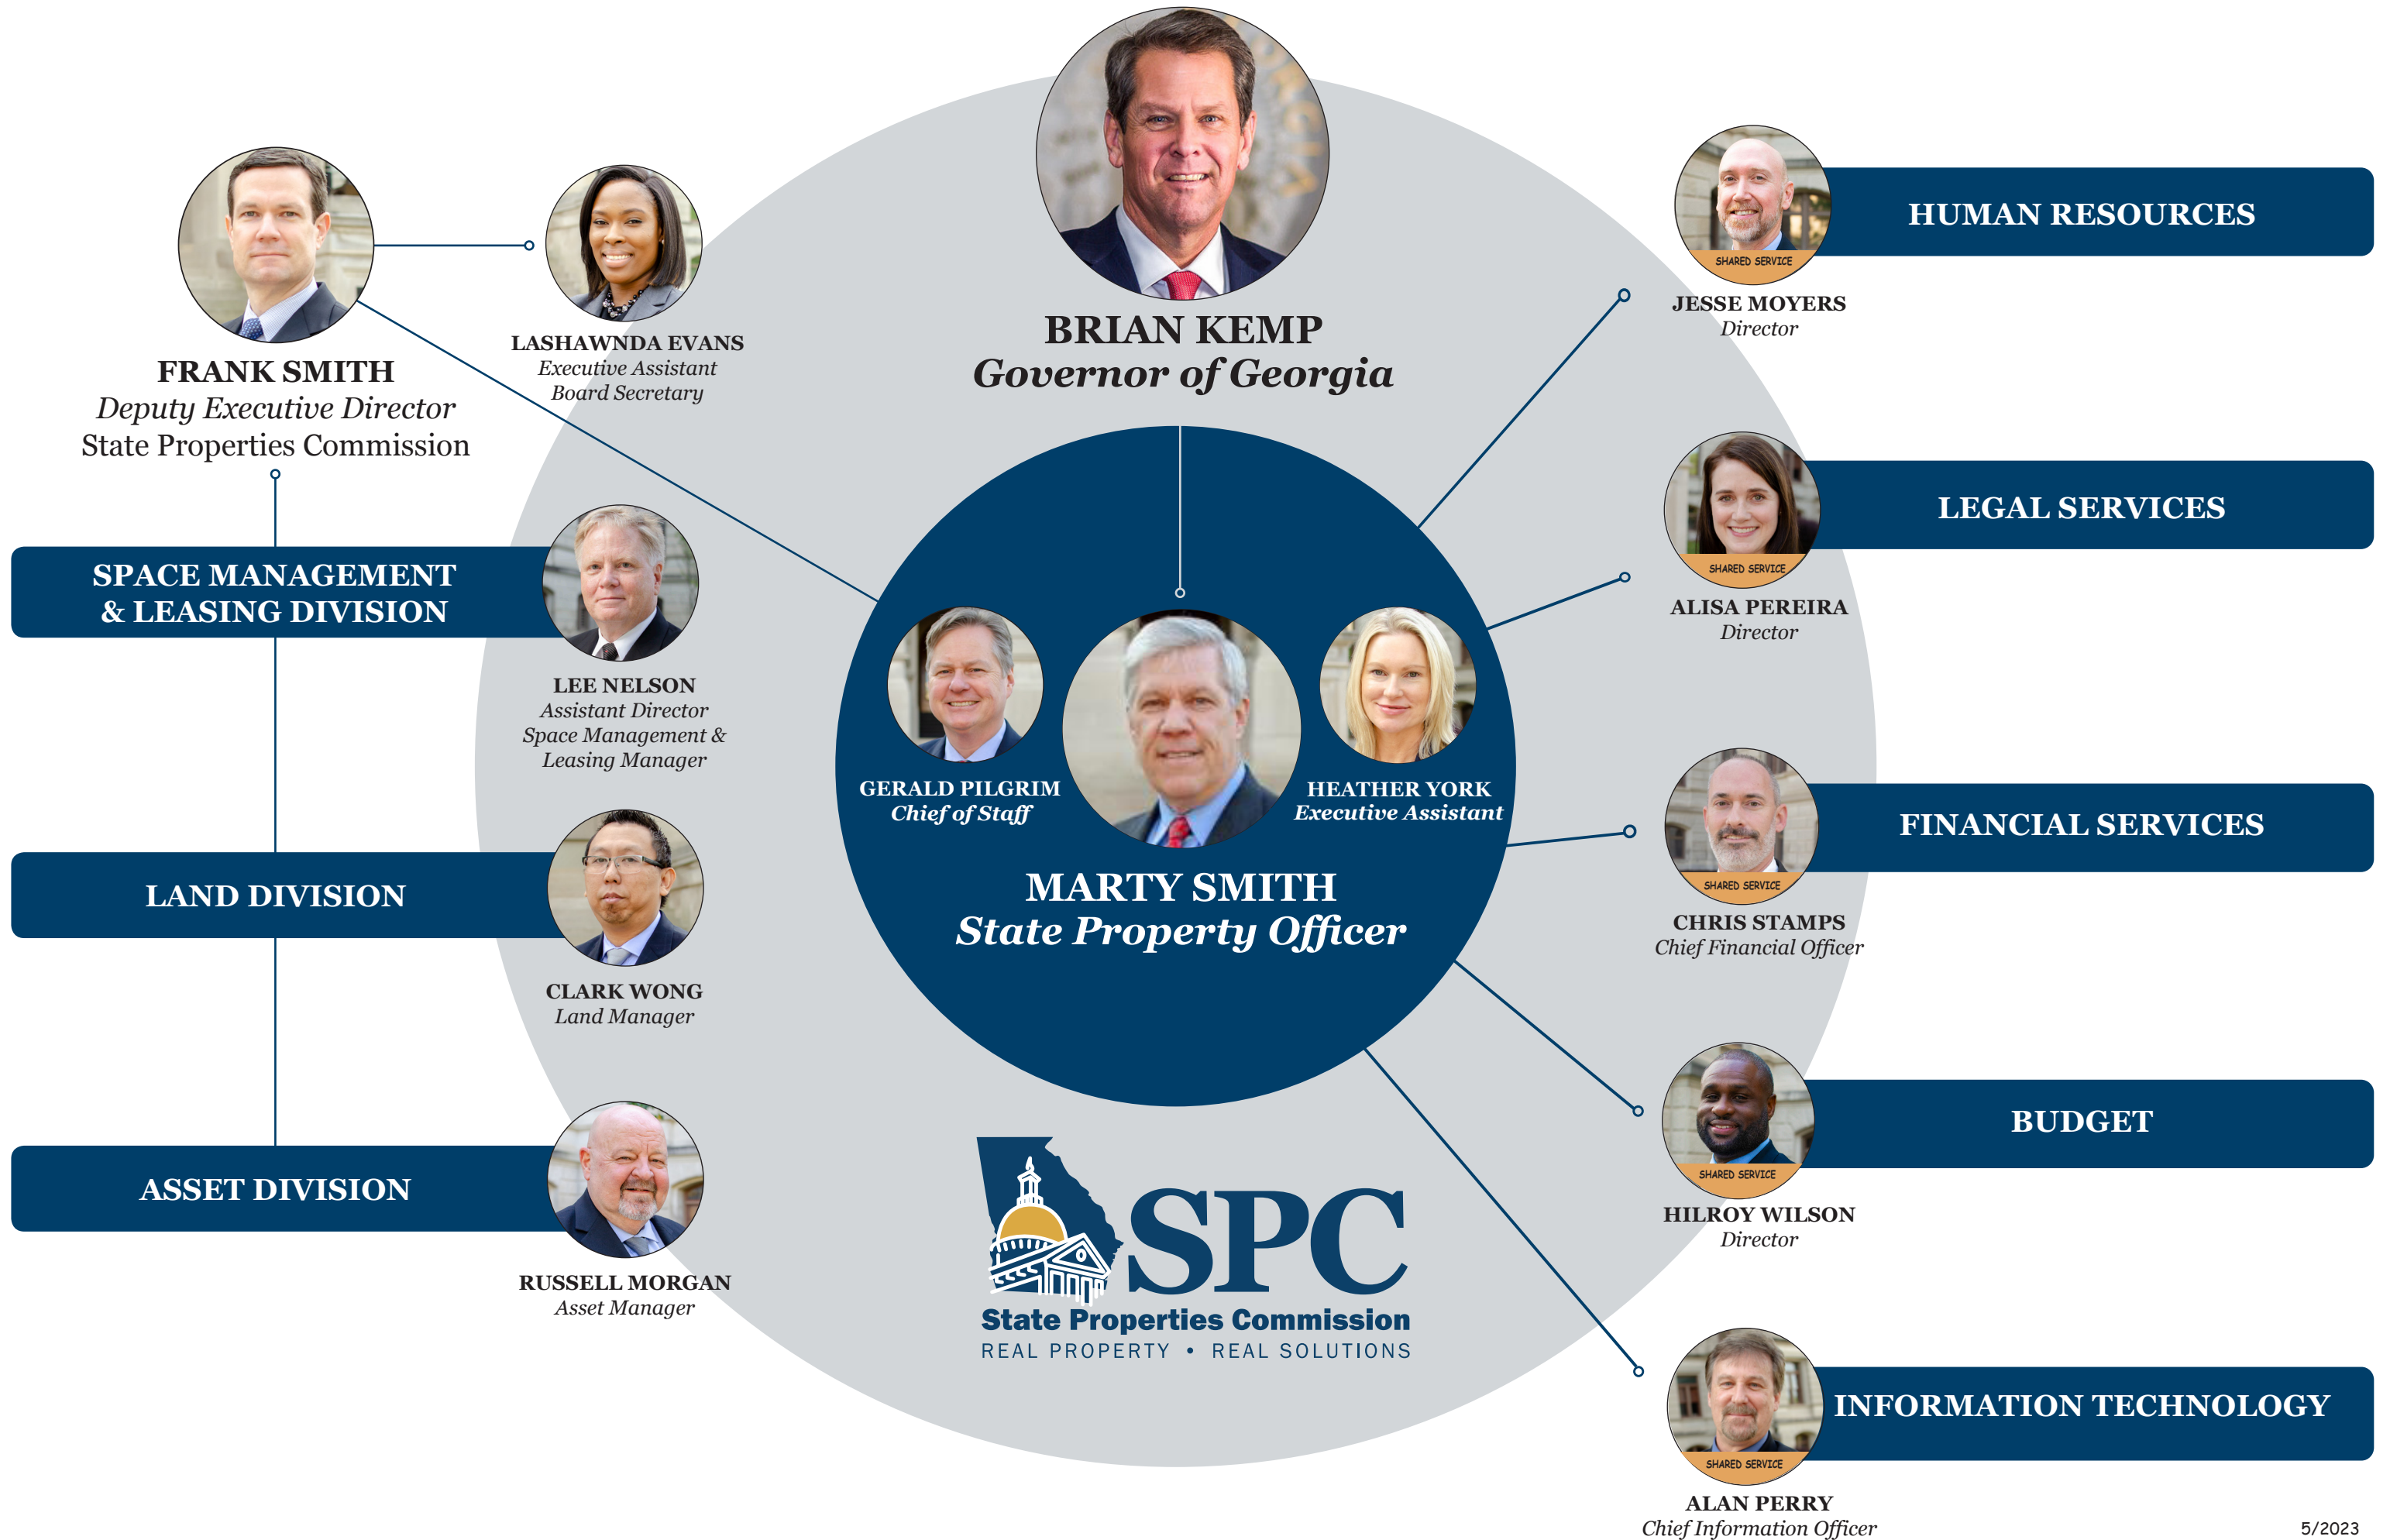 BRIAN KEMP
Governor of Georgia
FRANK SMITH
Deputy Executive Director
State Properties Commission
LASHAWNDA EVANS
Executive Assistant
Board Secretary
SPACE MANAGEMENT
& LEASING DIVISION
LEE NELSON
Assistant Director
Space Management &
Leasing Manager
LAND DIVISION
CLARK WONG
Land Manager
ASSET DIVISION
RUSSELL MORGAN
Asset Manager
GERALD PILGRIM
Chief of Staff
HEATHER YORK
Executive Assistant
MARTY SMITH
State Property Officer
SPC
State Properties Commission
REAL PROPERTY • REAL SOLUTIONS
HUMAN RESOURCES
SHARED SERVICE
JESSE MOYERS
Director
LEGAL SERVICES
SHARED SERVICE
ALISA PEREIRA
Director
FINANCIAL SERVICES
SHARED SERVICE
CHRIS STAMPS
Chief Financial Officer
BUDGET
SHARED SERVICE
HILROY WILSON
Director
INFORMATION TECHNOLOGY
SHARED SERVICE
ALAN PERRY
Chief Information Officer
5/2023